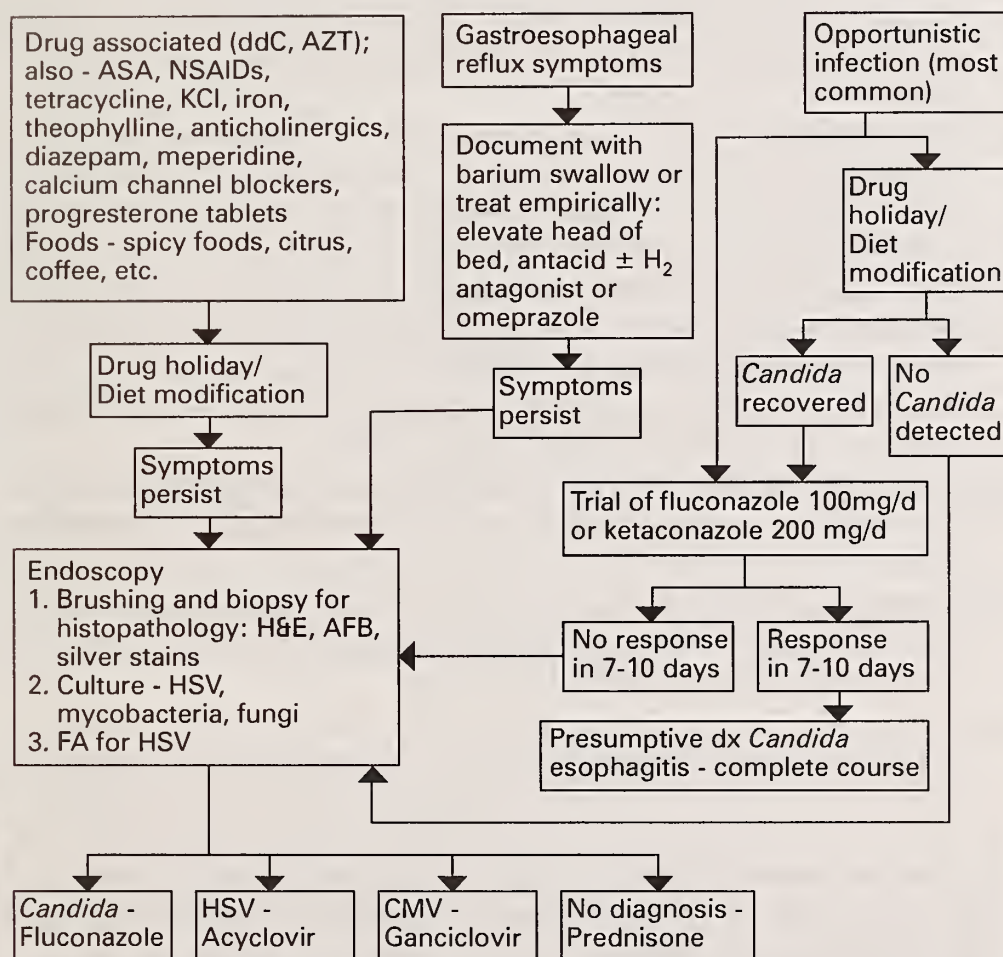 Drug associated (ddC, AZT);
also - ASA, NSAIDs,
tetracycline, KCl, iron,
theophylline, anticholinergics,
diazepam, meperidine,
calcium channel blockers,
progresterone tablets
Foods - spicy foods, citrus,
coffee, etc.
Drug holiday/
Diet modification
Symptoms
persist
Gastroesophageal
reflux symptoms
Document with
barium swallow or
treat empirically:
elevate head of
bed, antacid ± H₂
antagonist or
omeprazole
Symptoms
persist
Opportunistic
infection (most
common)
Drug
holiday/
Diet
modification
Candida
recovered
No
Candida
detected
Trial of fluconazole 100mg/d
or ketaconazole 200 mg/d
No response
in 7-10 days
Response
in 7-10 days
Presumptive dx Candida
esophagitis - complete course
Endoscopy
1. Brushing and biopsy for
histopathology: H&E, AFB,
silver stains
2. Culture - HSV,
mycobacteria, fungi
3. FA for HSV
Candida -
Fluconazole
HSV -
Acyclovir
CMV -
Ganciclovir
No diagnosis -
Prednisone